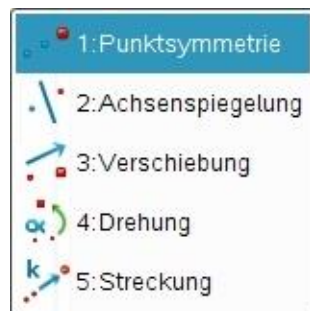 1:Punktsymmetrie
2:Achsenspiegelung
3:Verschiebung
α 4:Drehung
k 5:Streckung